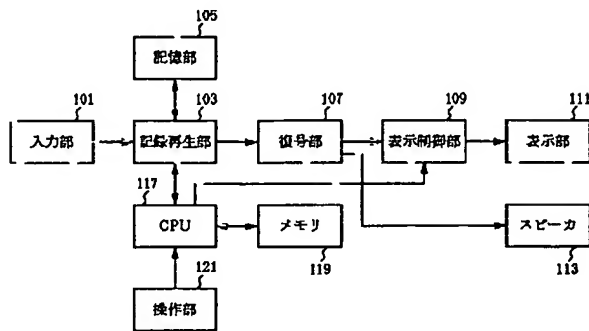 105
記憶部
101
103
107
109
111
入力部
記録再生部
復号部
表示制御部
表示部
117
CPU
メモリ
スピーカ
119
113
121
操作部